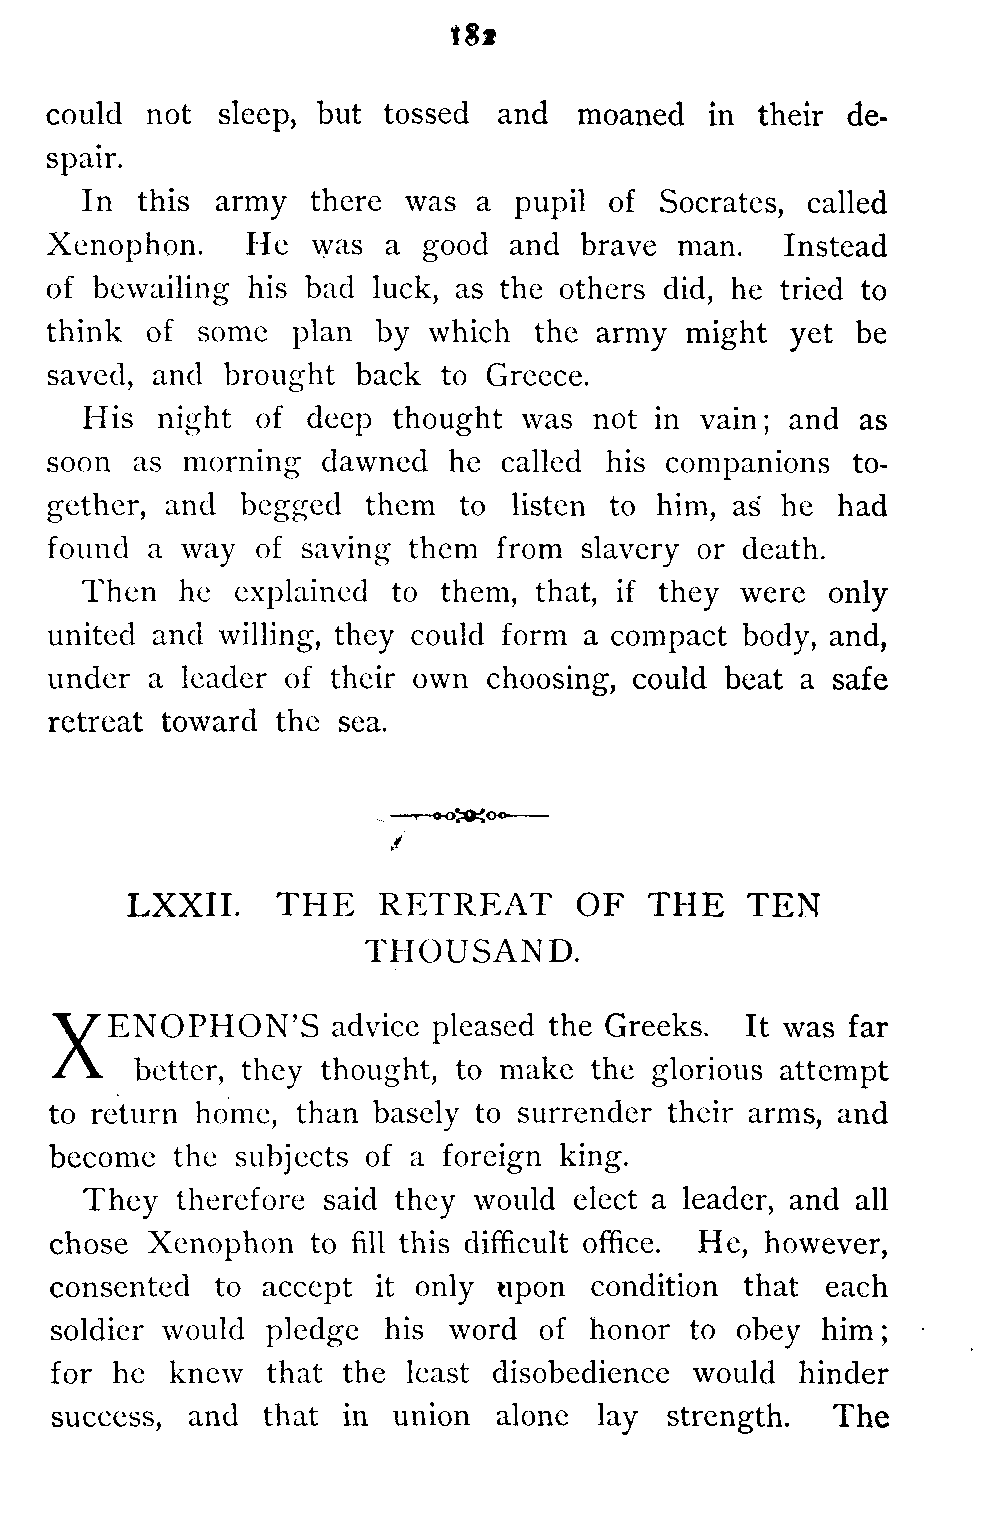 182
could not sleep, but tossed and moaned in their de-
spair.
In this army there was a pupil of Socrates, called
Xenophon. He was a good and brave man. Instead
of bewailing his bad luck, as the others did, he tried to
think of some plan by which the army might yet be
saved, and brought back to Greece.
His night of deep thought was not in vain; and as
soon as morning dawned he called his companions to-
gether, and begged them to listen to him, as he had
found a way of saving them from slavery or death.
Then he explained to them, that, if they were only
united and willing, they could form a compact body, and,
under a leader of their own choosing, could beat a safe
retreat toward the sea.
LXXII. THE RETREAT OF THE TEN
THOUSAND.
XENOPHON'S advice pleased the Greeks. It was far
better, they thought, to make the glorious attempt
to return home, than basely to surrender their arms, and
become the subjects of a foreign king.
They therefore said they would elect a leader, and all
chose Xenophon to fill this difficult office. He, however,
consented to accept it only upon condition that each
soldier would pledge his word of honor to obey him;
for he knew that the least disobedience would hinder
success, and that in union alone lay strength. The